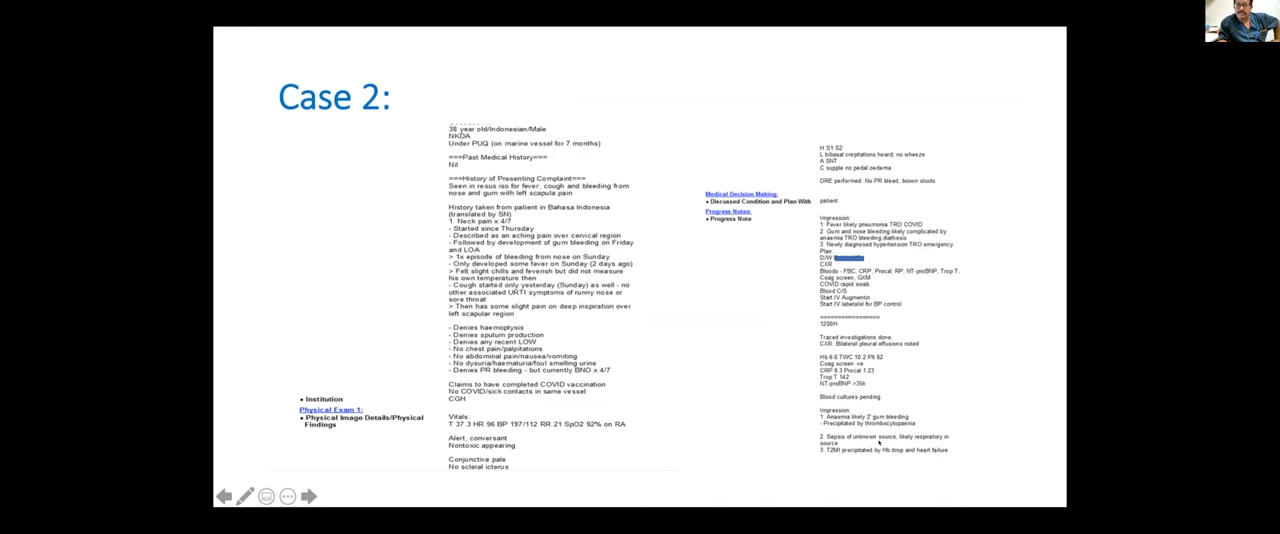 Case 2:
38 year old/Indonesian/Male
NKDA
Under PUQ (on marine vessel for 7 months)
===Past Medical History===
Nil
===History of Presenting Complaint===
Seen in resus iso for fever, cough and bleeding from
nose and gum with left scapula pain
History taken from patient in Bahasa Indonesia
(translated by SN)
1. Neck pain x 4/7
- Started since Thursday
- Described as an aching pain over cervical region
- Followed by development of gum bleeding on Friday
and LOA
> 1x episode of bleeding from nose on Sunday
- Only developed some fever on Sunday (2 days ago)
> Felt slight chills and feverish but did not measure
his own temperature then
- Cough started only yesterday (Sunday) as well - no
other associated URTI symptoms of runny nose or
sore throat
> Then has some slight pain on deep inspiration over
left scapular region
- Denies haemoptysis
- Denies sputum production
- Denies any recent LOW
- No chest pain/palpitations
- No abdominal pain/nausea/vomiting
- No dysuria/haematuria/foul smelling urine
- Denies PR bleeding - but currently BNO x 4/7
Claims to have completed COVID vaccination
No COVID/sick contacts in same vessel
• Institution
CGH
Physical Exam 1:
• Physical Image Details/Physical
Findings
Vitals:
T 37.3 HR 96 BP 197/112 RR 21 SpO2 92% on RA
Alert, conversant
Nontoxic appearing
Conjunctiva pale
No scleral icterus
H S1 S2
L bibasal crepitations heard, no wheeze
A SNT
C supple no pedal oedema
DRE performed: No PR bleed, brown stools
Medical Decision Making:
• Discussed Condition and Plan With
patient
Progress Notes:
• Progress Note
Impression:
1. Fever likely pneumonia TRO COVID
2. Gum and nose bleeding likely complicated by
anaemia TRO bleeding diathesis
3. Newly diagnosed hypertension TRO emergency
Plan
D/W
CXR
Bloods - FBC, CRP, Procal, RP, NT-proBNP, Trop T,
Coag screen, GXM
COVID rapid swab
Blood C/S
Start IV Augmentin
Start IV labetalol for BP control
=================
1200H
Traced investigations done:
CXR: Bilateral pleural effusions noted
Hb 6.6 TWC 10.2 Plt 62
Coag screen -ve
CRP 8.3 Procal 1.23
Trop T 142
NT-proBNP >35k
Blood cultures pending
Impression:
1. Anaemia likely 2' gum bleeding
- Precipitated by thrombocytopaenia
2. Sepsis of unknown source, likely respiratory in
source
3. T2MI precipitated by Hb drop and heart failure